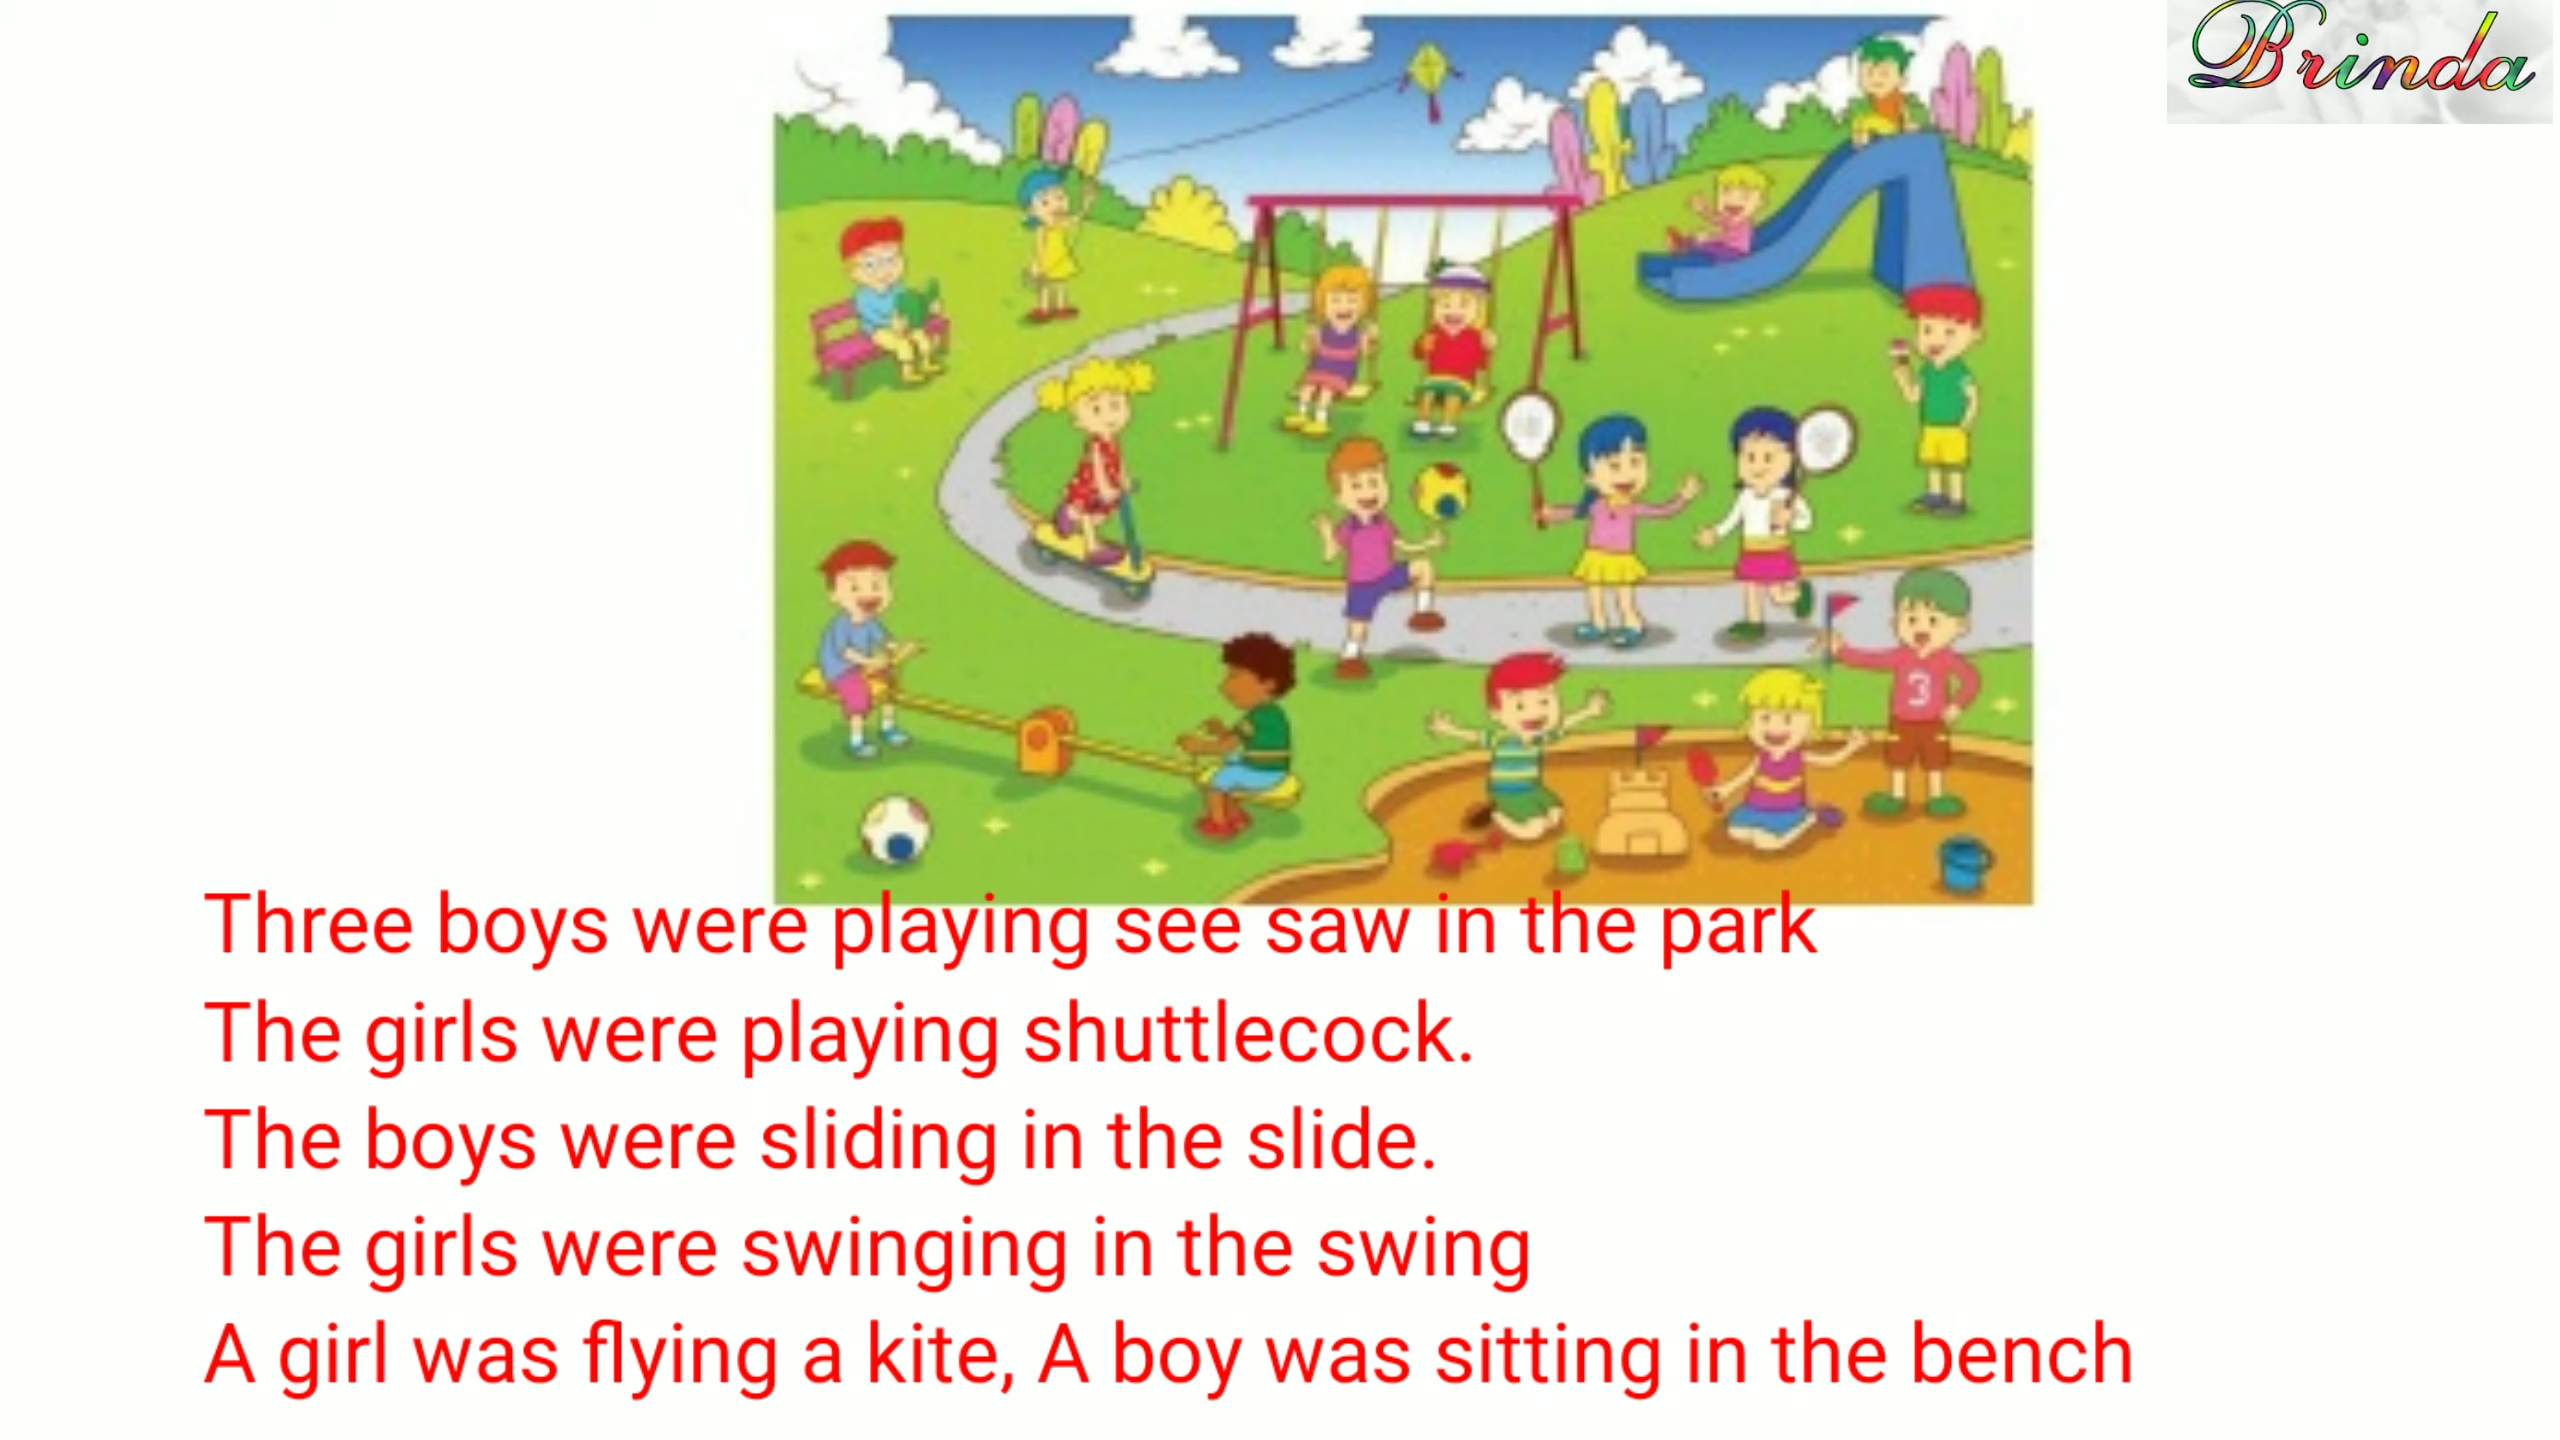 Brinda
3
Three boys were playing see saw in the park
The girls were playing shuttlecock.
The boys were sliding in the slide.
The girls were swinging in the swing
A girl was flying a kite, A boy was sitting in the bench